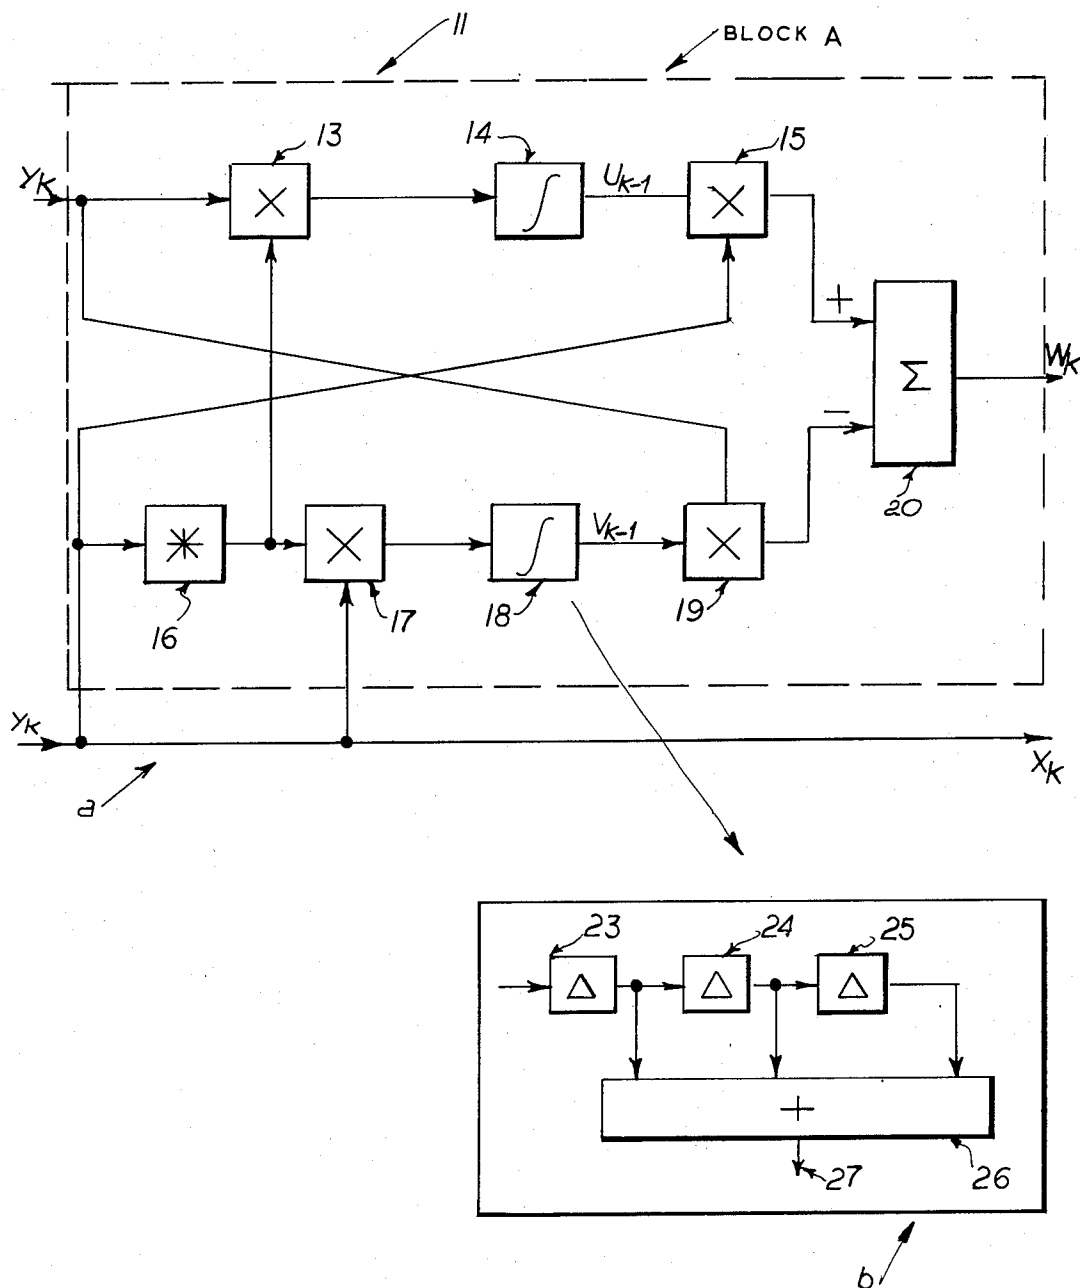 11
BLOCK A
13
14
15
YK
UK-1
×
∫
×
+
Σ
WK
−
20
VK-1
*
×
∫
×
16
17
18
19
YK
XK
a
23
24
25
Δ
Δ
Δ
+
27
26
b